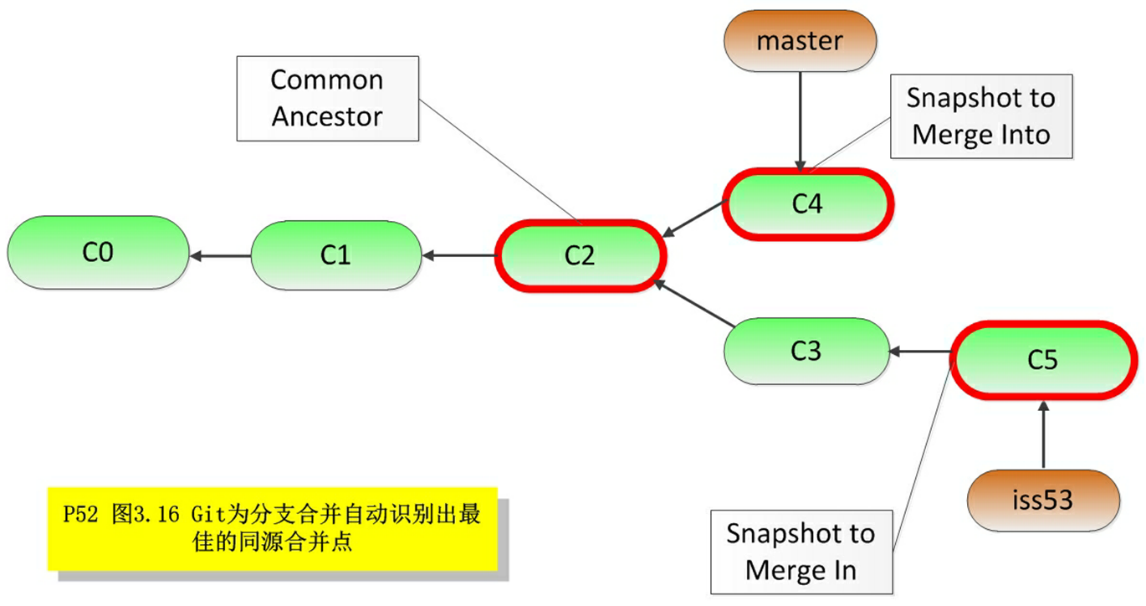 master
Common
Ancestor
Snapshot to
Merge Into
C4
C0
C1
C2
C3
C5
iss53
P52 图3.16 Git为分支合并自动识别出最
佳的同源合并点
Snapshot to
Merge In